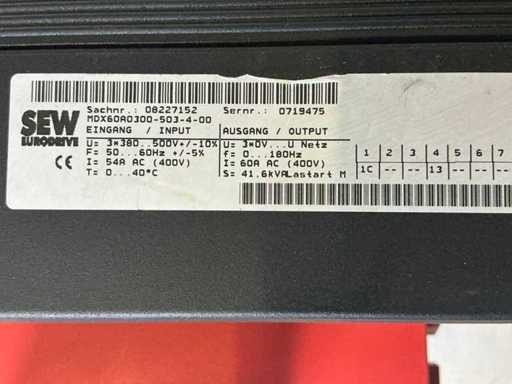 Sachnr.: 08227152 Sernr.: 0719475
MDX60A0300-503-4-00
SEW
EURODRIVE
CE
EINGANG / INPUT
U= 3*380...500V+/-10%
F= 50...60Hz +/-5%
I= 54A AC (400V)
T= 0...40°C
AUSGANG / OUTPUT
U= 3*0V...U Netz
f= 0...180Hz
I= 60A AC (400V)
S= 41.6kVA Lastart M
1 2 3 4 5 6 7
1C -- -- 13 -- -- --